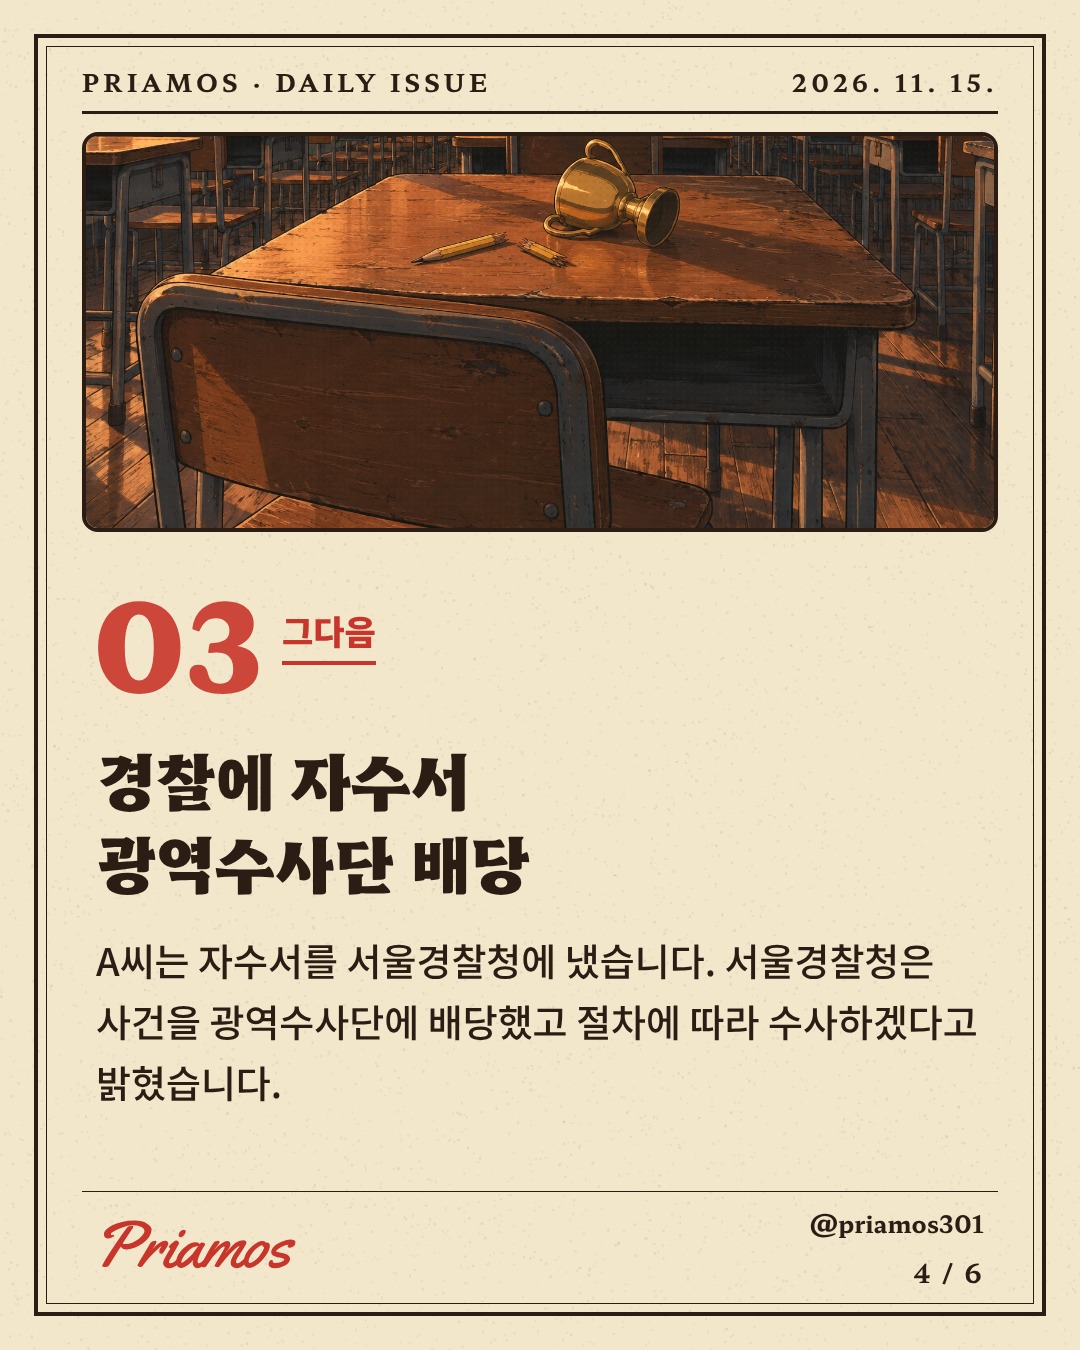 PRIAMOS · DAILY ISSUE
2026. 11. 15.
03
그다음
경찰에 자수서
광역수사단 배당
A씨는 자수서를 서울경찰청에 냈습니다. 서울경찰청은
사건을 광역수사단에 배당했고 절차에 따라 수사하겠다고
밝혔습니다.
Priamos
@priamos301
4 / 6